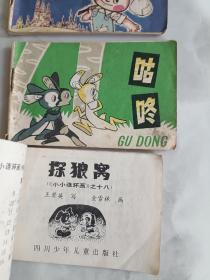 咕咚
GU DONG
探狼窝
(《小小连环画》之十八)
王爱英 写 金雪林 画
四川少年儿童出版社